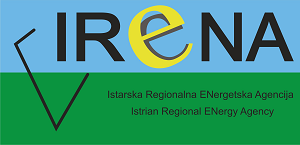 IReNA
Istarska Regionalna ENergetska Agencija
Istrian Regional ENergy Agency